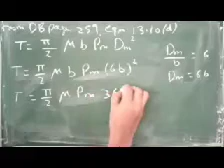 From DB page 259, Eqn 13.10 (d)
T = π/2 μ b Pm Dm²
Dm/b = 6
T = π/2 μ b Pm (6b)²
Dm = 6b
T = π/2 μ Pm 36